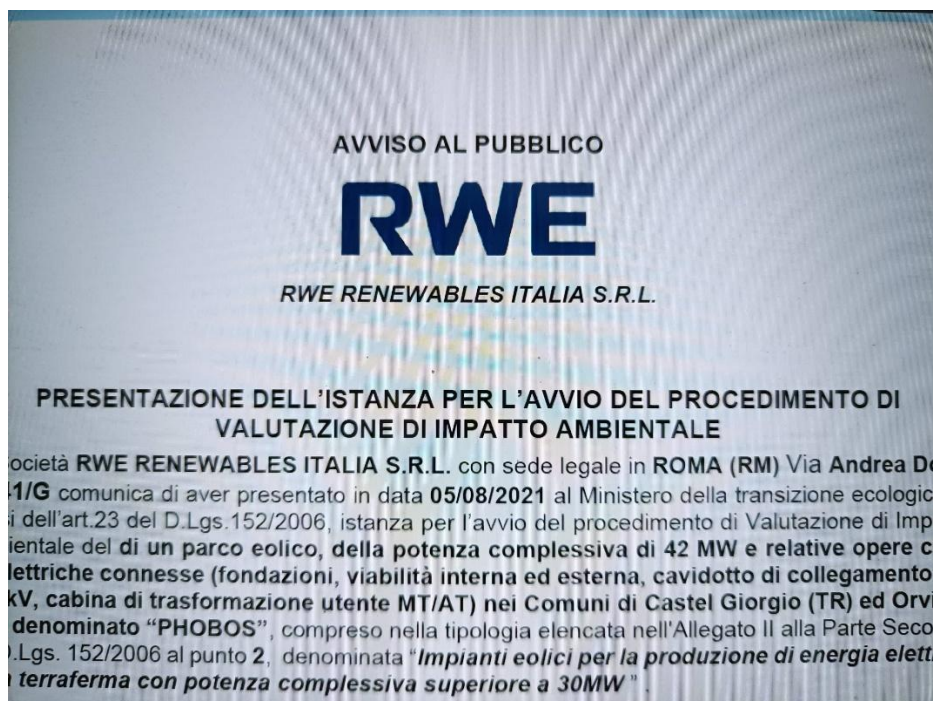 AVVISO AL PUBBLICO
RWE
RWE RENEWABLES ITALIA S.R.L.
PRESENTAZIONE DELL'ISTANZA PER L'AVVIO DEL PROCEDIMENTO DI
VALUTAZIONE DI IMPATTO AMBIENTALE
ocietà RWE RENEWABLES ITALIA S.R.L. con sede legale in ROMA (RM) Via Andrea Do
1/G comunica di aver presentato in data 05/08/2021 al Ministero della transizione ecologic
i dell'art.23 del D.Lgs.152/2006, istanza per l'avvio del procedimento di Valutazione di Imp
ientale del di un parco eolico, della potenza complessiva di 42 MW e relative opere c
lettriche connesse (fondazioni, viabilità interna ed esterna, cavidotto di collegamento
kV, cabina di trasformazione utente MT/AT) nei Comuni di Castel Giorgio (TR) ed Orvi
denominato "PHOBOS", compreso nella tipologia elencata nell'Allegato II alla Parte Seco
.Lgs. 152/2006 al punto 2, denominata "Impianti eolici per la produzione di energia elett
terraferma con potenza complessiva superiore a 30MW".